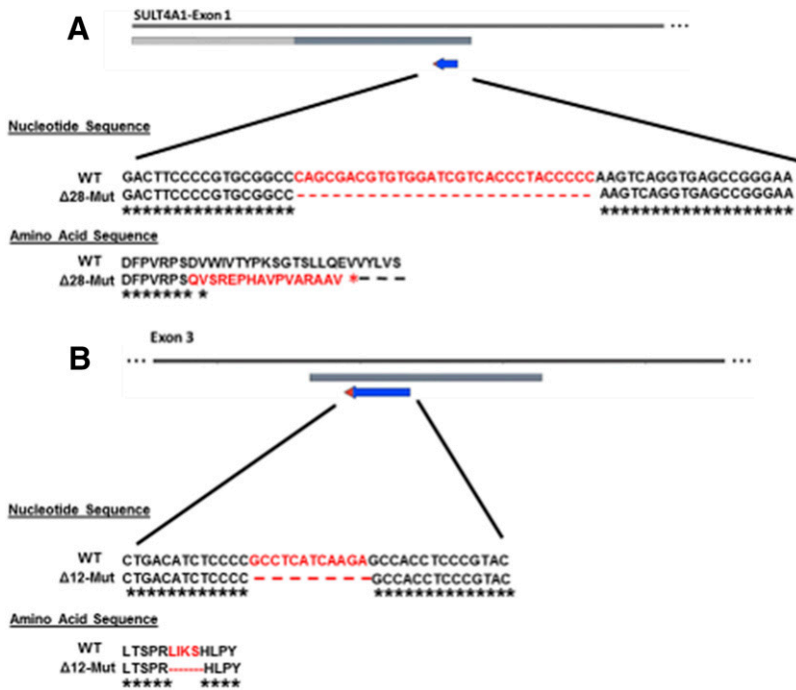 A
SULT4A1-Exon 1
...
Nucleotide Sequence
WT GACTTCCCCGTGCGGCCCAGCGACGTGTGGATCGTCACCCTACCCCCAAGTCAGGTGAGCCGGGAA
Δ28-Mut GACTTCCCCGTGCGGCC----------------------------AAGTCAGGTGAGCCGGGAA
***************** *******************
Amino Acid Sequence
WT DFPVRPSDVWIVTYPKSGTSLLQEVVYLVS
Δ28-Mut DFPVRPSQVSREPHAVPVARAAV *----
******* *
B
... Exon 3 ...
Nucleotide Sequence
WT CTGACATCTCCCCGCCTCATCAAGAGCCACCTCCCGTAC
Δ12-Mut CTGACATCTCCCC----------GCCACCTCCCGTAC
************ **************
Amino Acid Sequence
WT LTSPRLIKSHLPY
Δ12-Mut LTSPR-------HLPY
***** ****